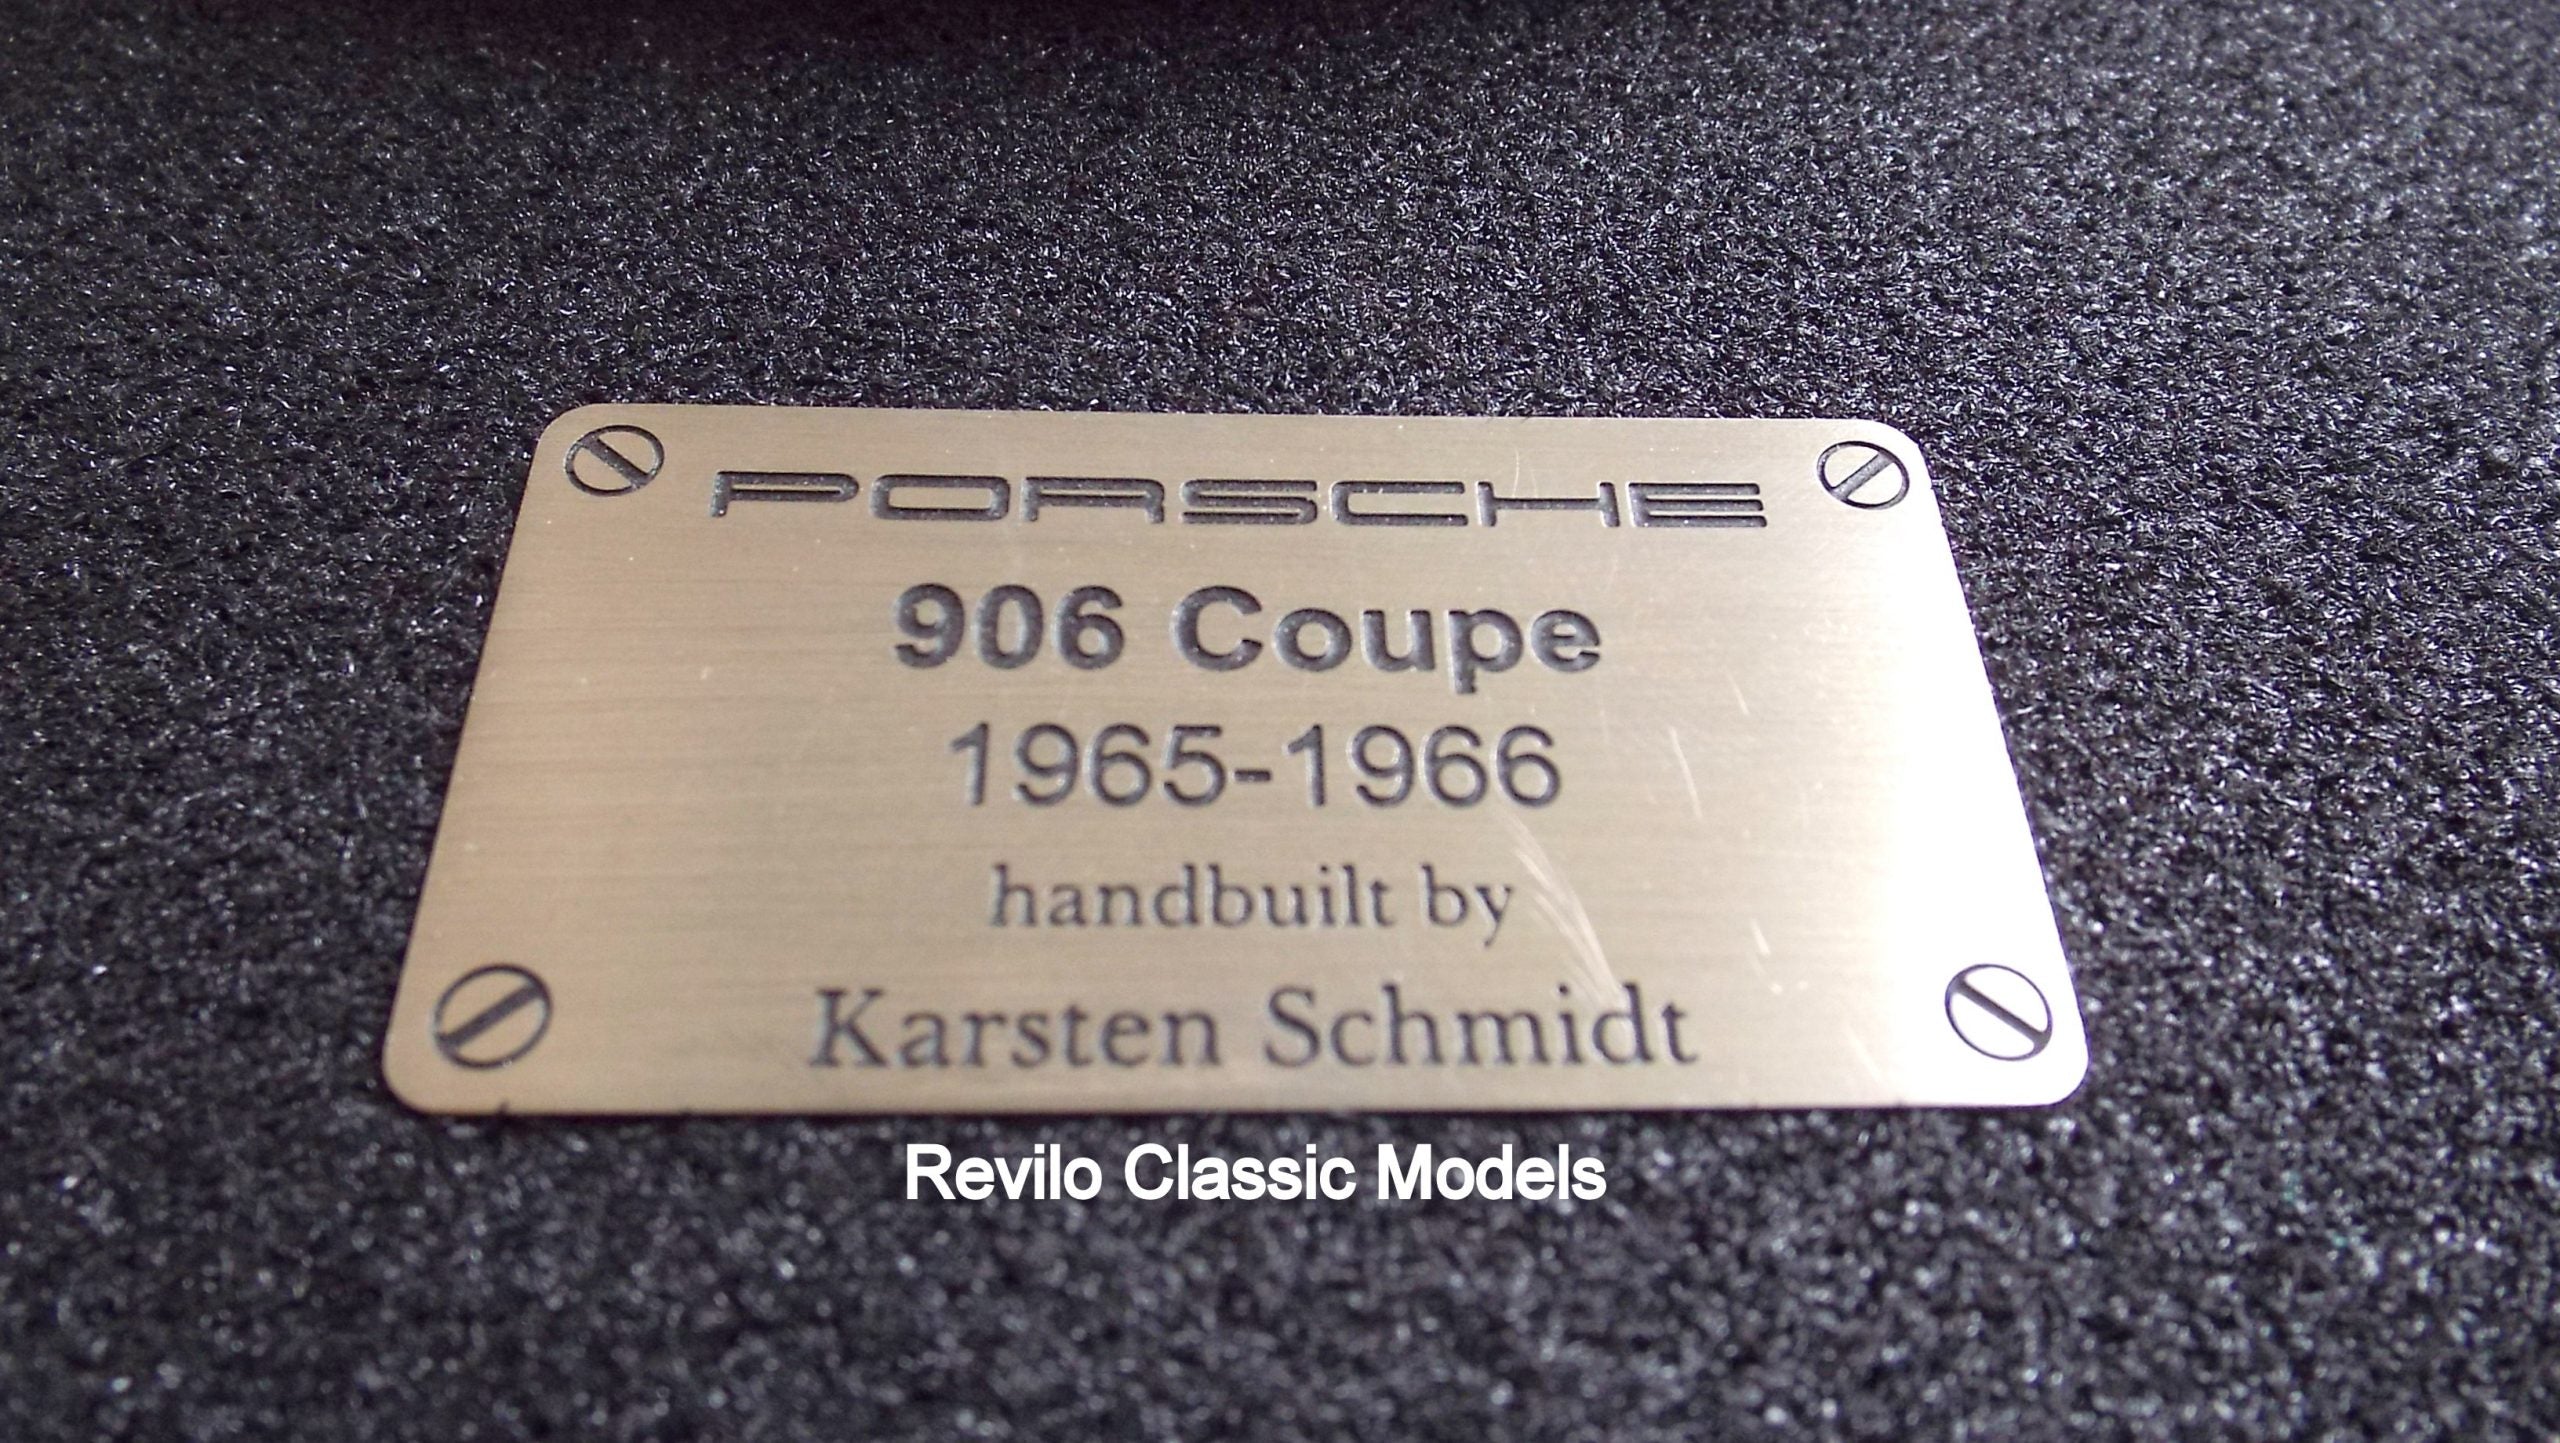 PORSCHE
906 Coupe
1965-1966
handbuilt by
Karsten Schmidt
Revilo Classic Models